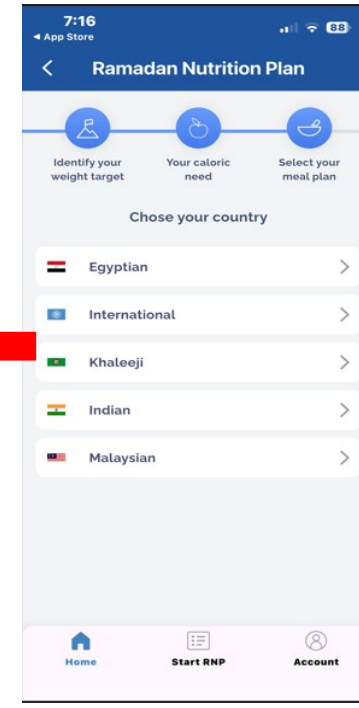 7:16
88
◀ App Store
Ramadan Nutrition Plan
Identify your
weight target
Your caloric
need
Select your
meal plan
Chose your country
Egyptian
International
Khaleeji
Indian
Malaysian
Home
Start RNP
Account